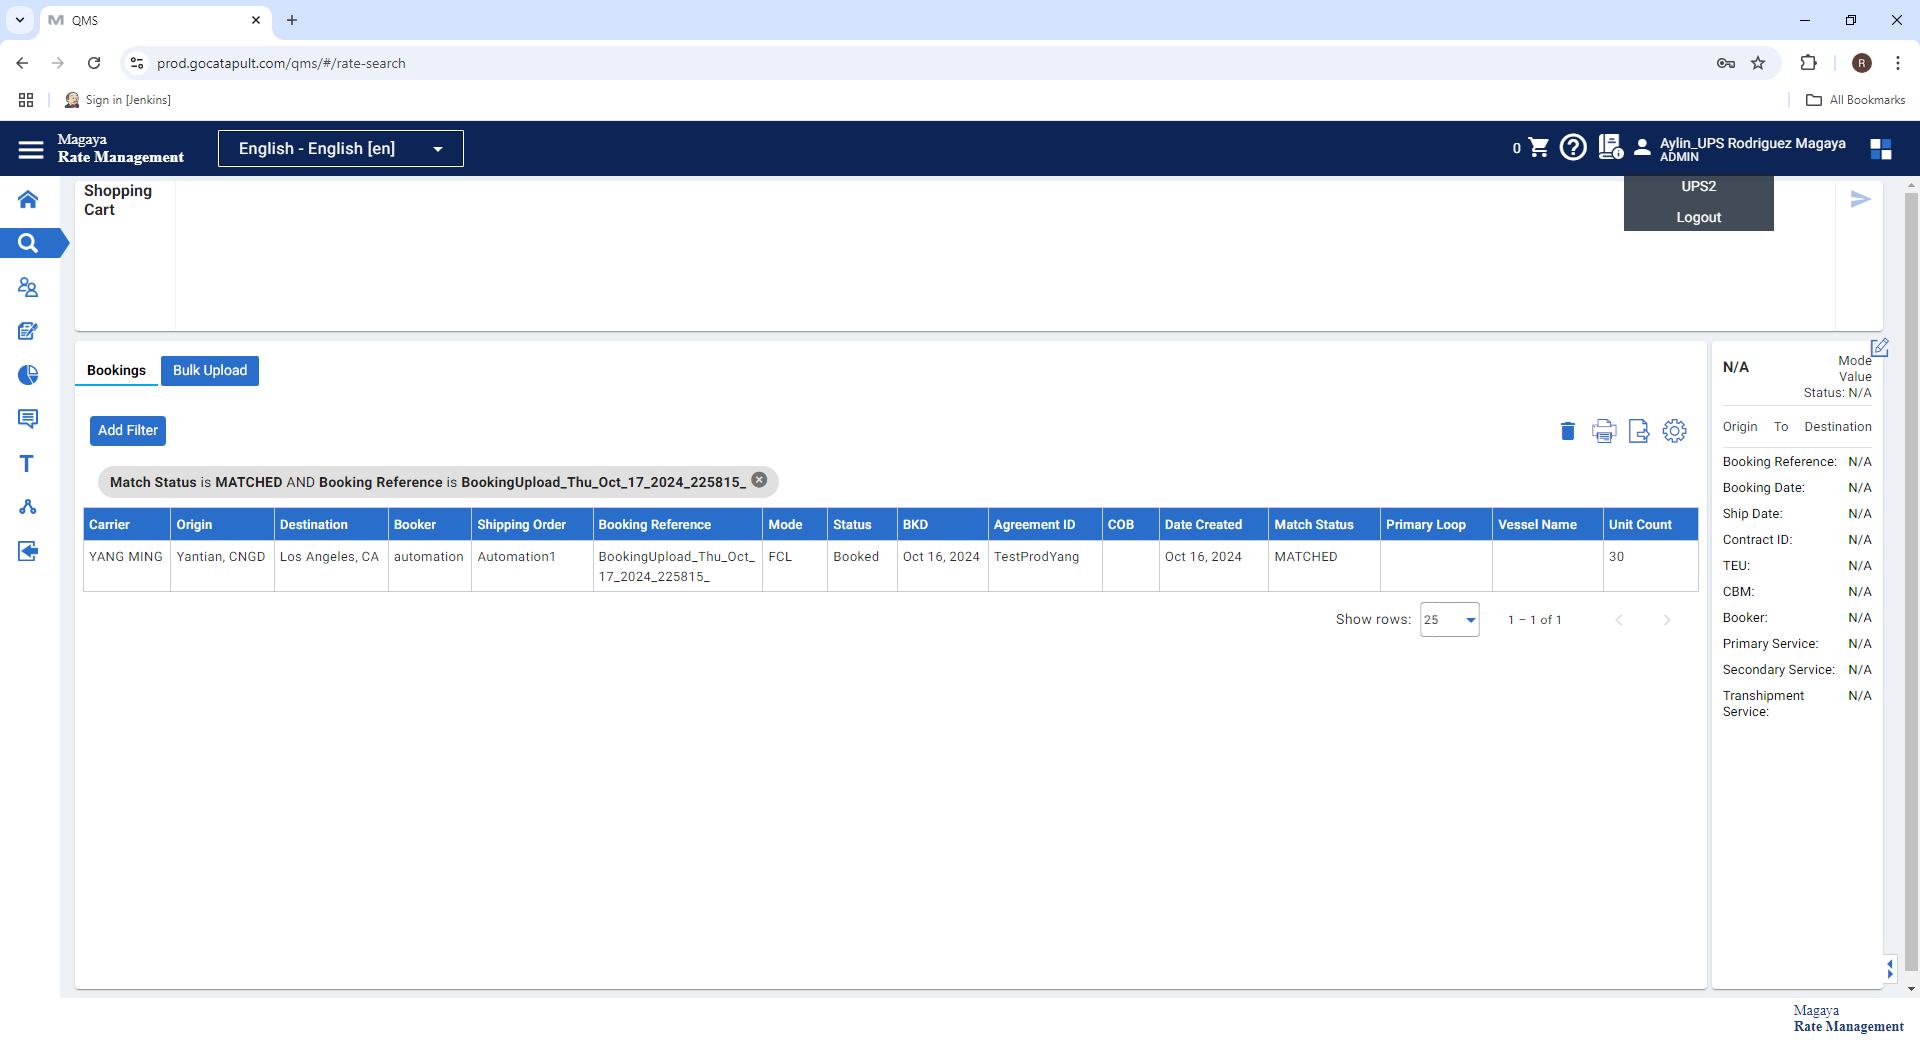 QMS
prod.gocatapult.com/qms/#/rate-search
R
Sign in [Jenkins]
All Bookmarks
Magaya
Rate Management
English - English [en]
0
Aylin_UPS Rodriguez Magaya
ADMIN
UPS2
Logout
Shopping
Cart
Bookings
Bulk Upload
Add Filter
Match Status is MATCHED AND Booking Reference is BookingUpload_Thu_Oct_17_2024_225815_
Carrier Origin Destination Booker Shipping Order Booking Reference Mode Status BKD Agreement ID COB Date Created Match Status Primary Loop Vessel Name Unit Count
YANG MING Yantian, CNGD Los Angeles, CA automation Automation1 BookingUpload_Thu_Oct_ FCL Booked Oct 16, 2024 TestProdYang Oct 16, 2024 MATCHED 30
17_2024_225815_
Show rows: 25 1 – 1 of 1
N/A
Mode
Value
Status: N/A
Origin To Destination
Booking Reference: N/A
Booking Date: N/A
Ship Date: N/A
Contract ID: N/A
TEU: N/A
CBM: N/A
Booker: N/A
Primary Service: N/A
Secondary Service: N/A
Transhipment N/A
Service:
T
Magaya
Rate Management